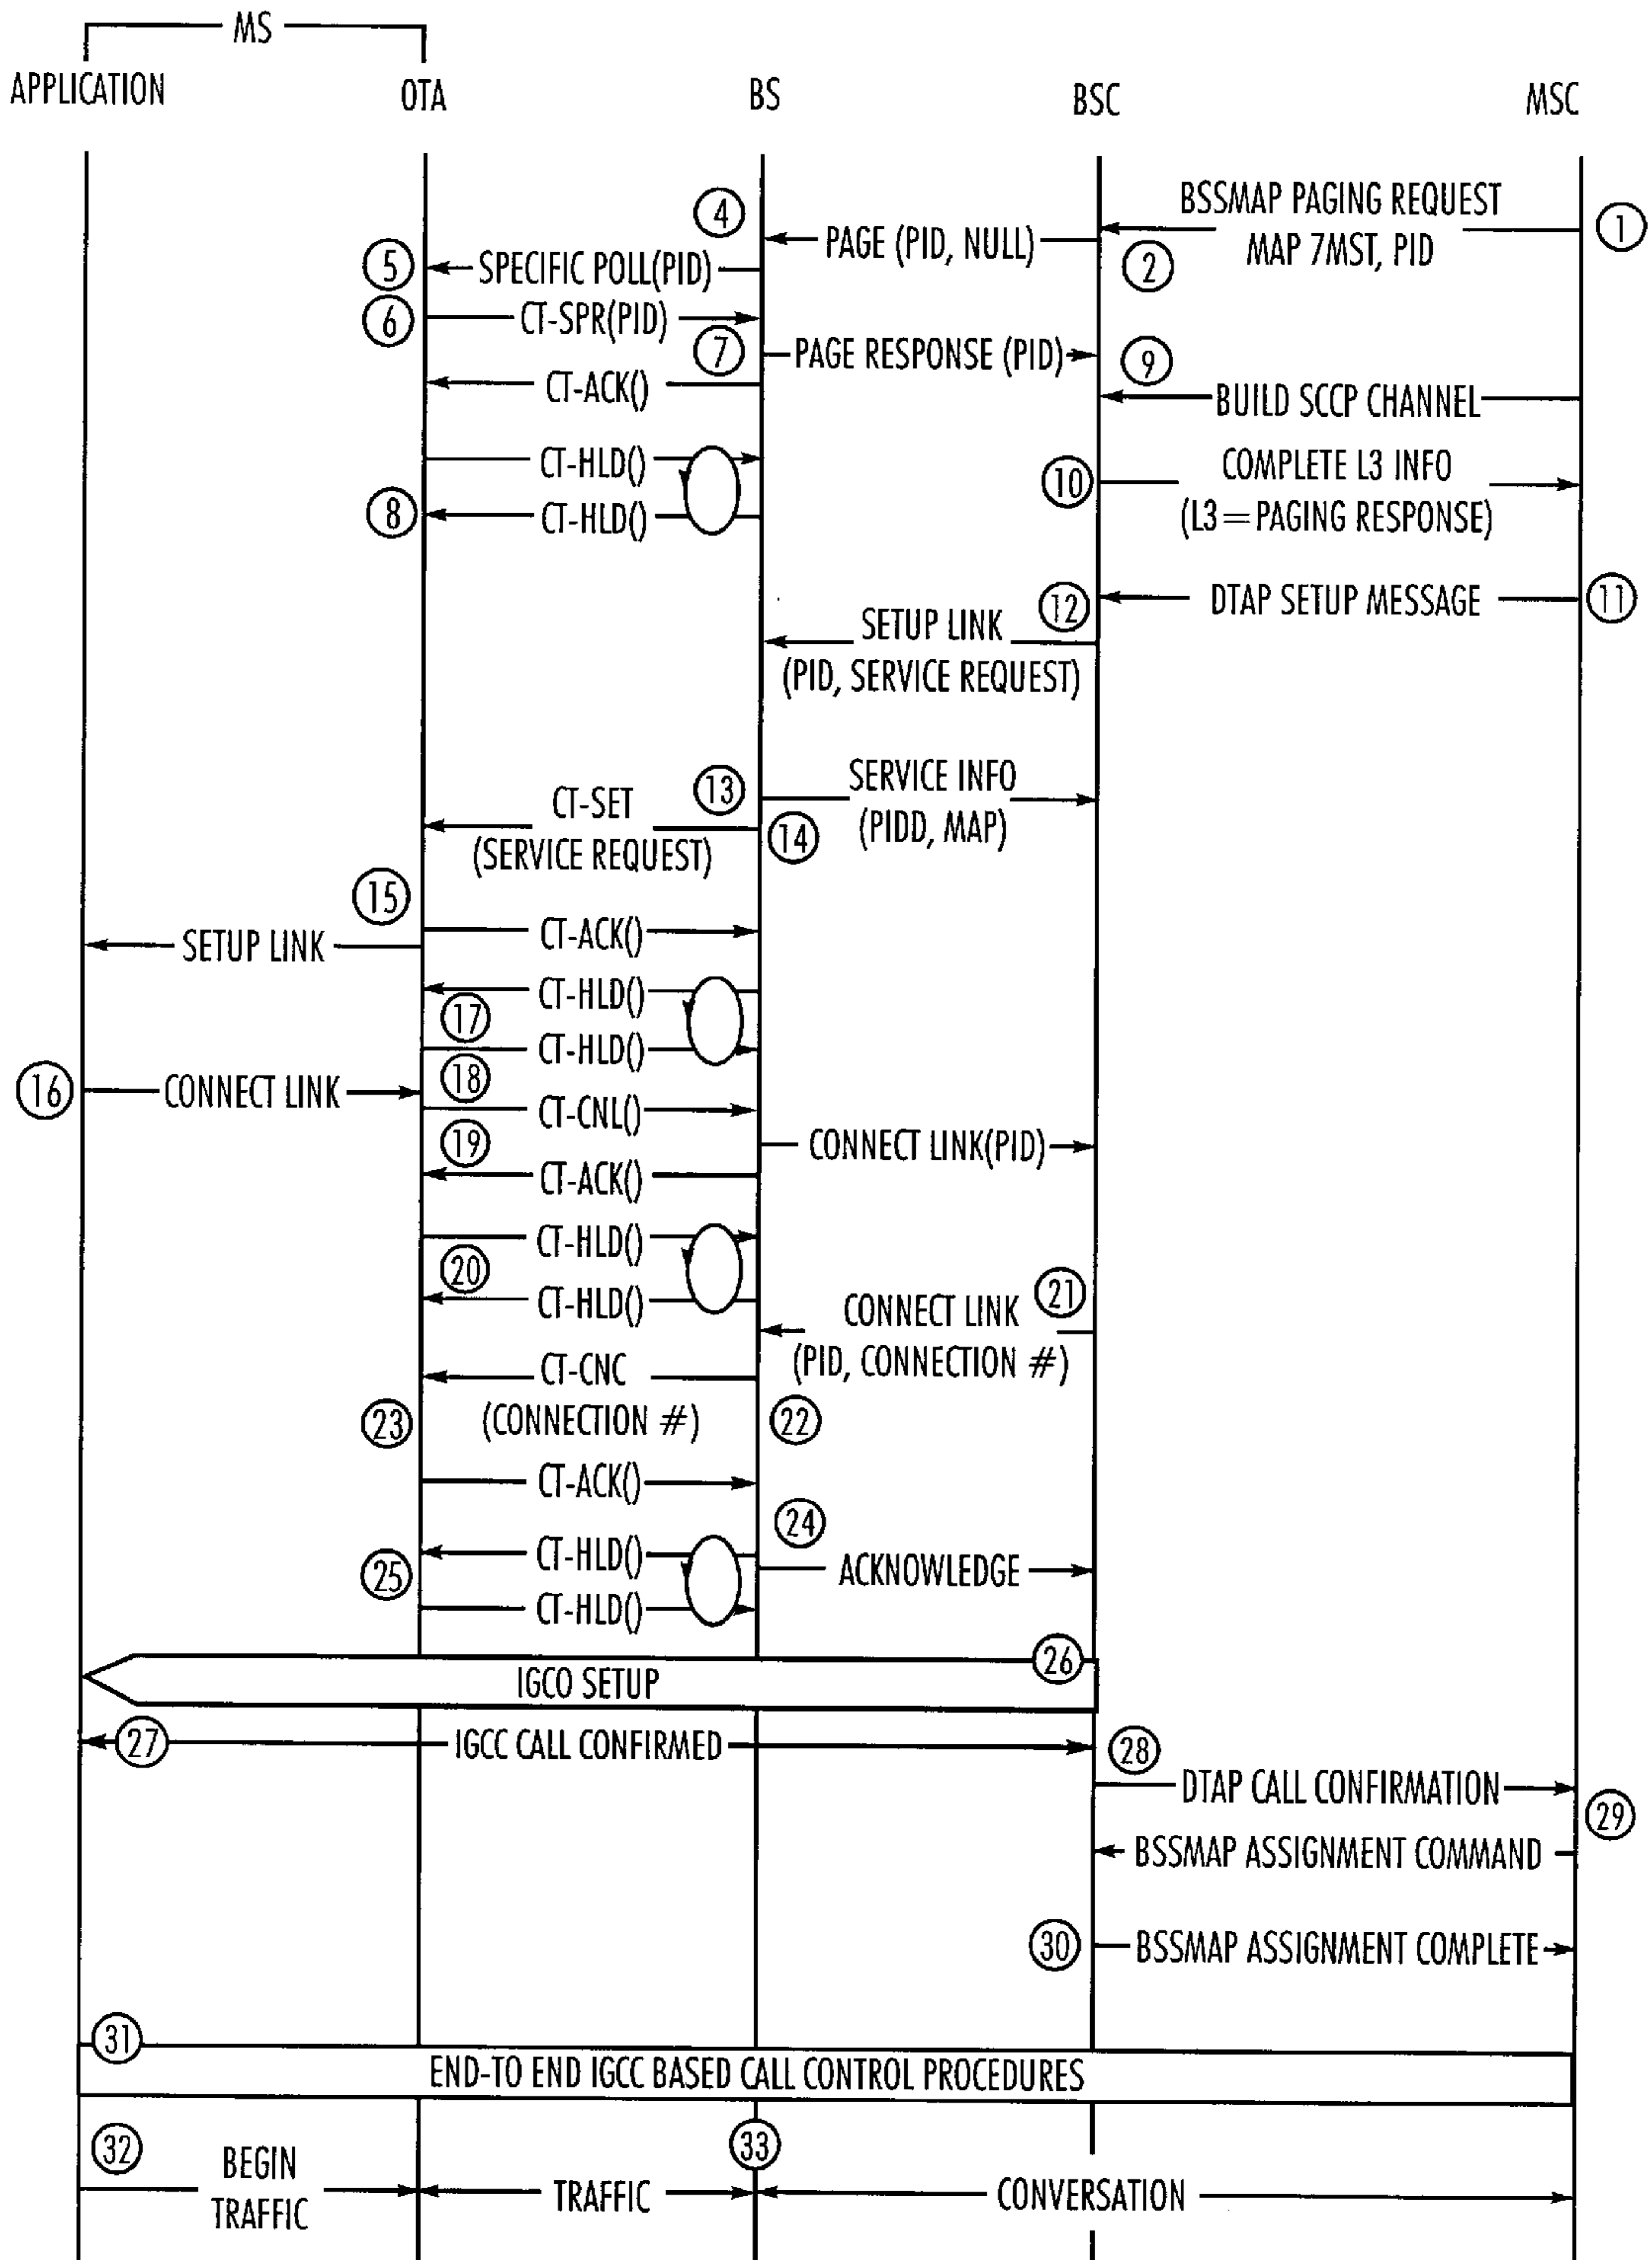 MS
APPLICATION
OTA
BS
BSC
MSC
BSSMAP PAGING REQUEST
MAP 7MST, PID
1
4
PAGE (PID, NULL)
2
5
SPECIFIC POLL(PID)
6
CT-SPR(PID)
7
PAGE RESPONSE (PID)
9
CT-ACK()
BUILD SCCP CHANNEL
CT-HLD()
10
COMPLETE L3 INFO
(L3=PAGING RESPONSE)
8
CT-HLD()
12
DTAP SETUP MESSAGE
11
SETUP LINK
(PID, SERVICE REQUEST)
13
SERVICE INFO
(PIDD, MAP)
CT-SET
(SERVICE REQUEST)
14
15
CT-ACK()
SETUP LINK
CT-HLD()
17
CT-HLD()
16
CONNECT LINK
18
CT-CNL()
19
CONNECT LINK(PID)
CT-ACK()
CT-HLD()
20
CT-HLD()
21
CONNECT LINK
(PID, CONNECTION #)
CT-CNC
(CONNECTION #)
23
22
CT-ACK()
24
CT-HLD()
ACKNOWLEDGE
25
CT-HLD()
26
IGCO SETUP
27
IGCC CALL CONFIRMED
28
DTAP CALL CONFIRMATION
29
BSSMAP ASSIGNMENT COMMAND
30
BSSMAP ASSIGNMENT COMPLETE
31
END-TO END IGCC BASED CALL CONTROL PROCEDURES
32
33
BEGIN
TRAFFIC
TRAFFIC
CONVERSATION